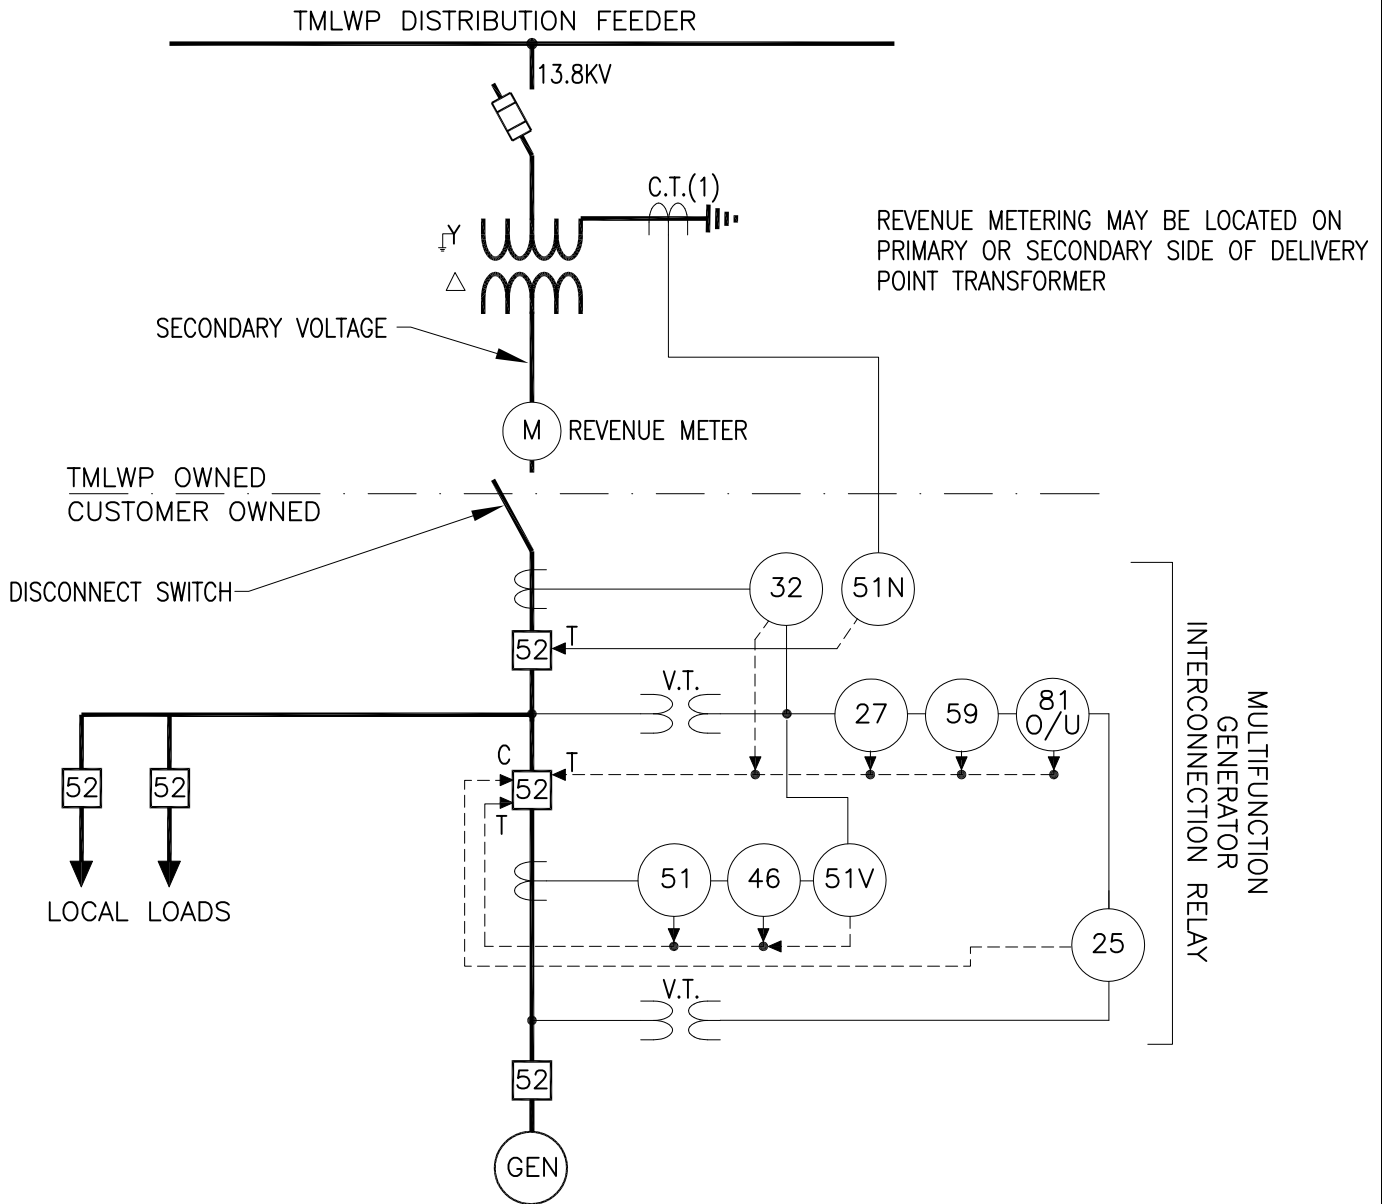 TMLWP DISTRIBUTION FEEDER
13.8KV
C.T.(1)
Y
REVENUE METERING MAY BE LOCATED ON
PRIMARY OR SECONDARY SIDE OF DELIVERY
POINT TRANSFORMER
SECONDARY VOLTAGE
M
REVENUE METER
TMLWP OWNED
CUSTOMER OWNED
DISCONNECT SWITCH
32
51N
52
T
V.T.
27
59
81
O/U
C
T
52
T
52
52
LOCAL LOADS
51
46
51V
25
V.T.
52
GEN
MULTIFUNCTION
GENERATOR
INTERCONNECTION RELAY